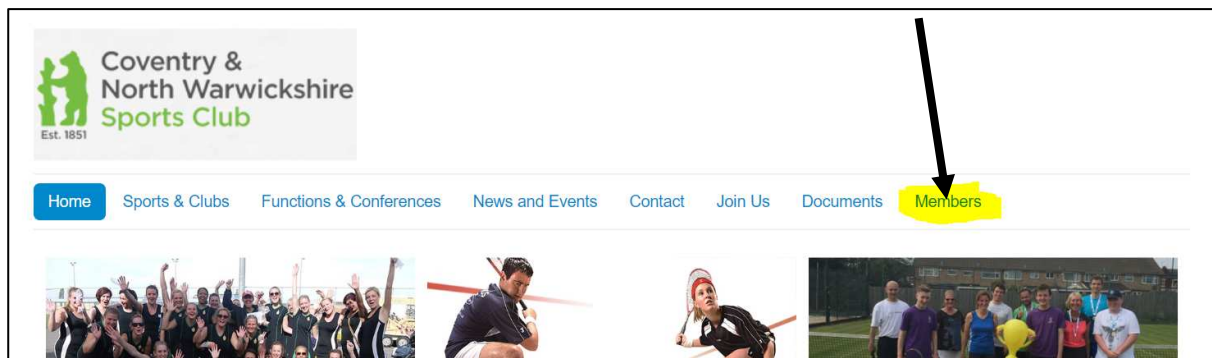 Coventry &
North Warwickshire
Sports Club
Est. 1851
Home Sports & Clubs Functions & Conferences News and Events Contact Join Us Documents Members